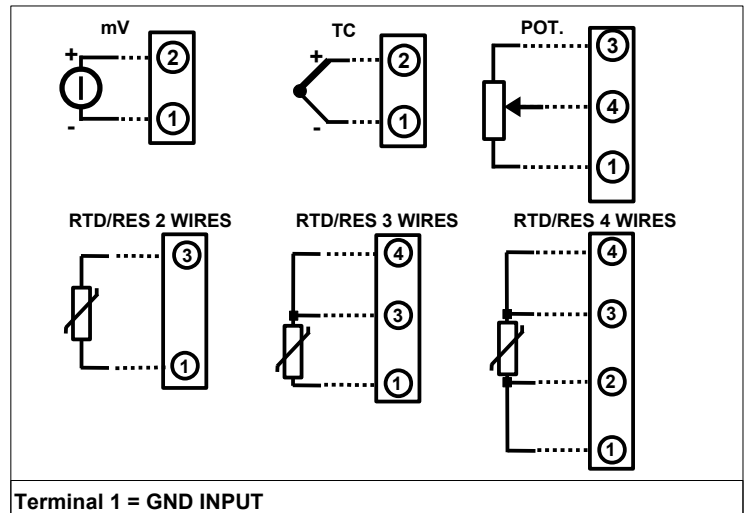 mV
TC
POT.
+
2
-
1
+
2
-
1
3
4
1
RTD/RES 2 WIRES
RTD/RES 3 WIRES
RTD/RES 4 WIRES
3
1
4
3
1
4
3
2
1
Terminal 1 = GND INPUT